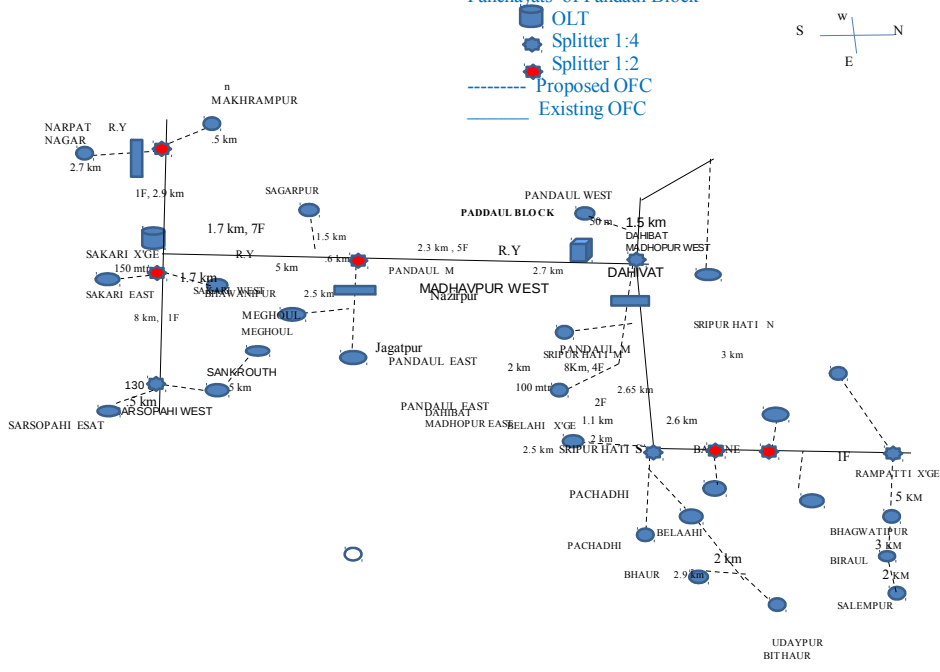 Panchayats of Pandaul Block
OLT
Splitter 1:4
Splitter 1:2
Proposed OFC
Existing OFC
W
S
N
E
n
MAKHRAMPUR
NARPAT
NAGAR
R.Y
.5 km
2.7 km
1F, 2.9 km
SAGARPUR
PANDAUL WEST
PADDAUL BLOCK
50 m
1.5 km
1.7 km, 7F
DAHIBAT
MADHOPUR WEST
1.5 km
2.3 km , 5F
R.Y
SAKARI X'GE
R.Y
.6 km
150 mtr
5 km
PANDAUL M
2.7 km
DAHIVAT
1.7 km
SAKARI EAST
SAKARI WEST
BHAWANIPUR
2.5 km
MADHAVPUR WEST
Nazirpur
8 km, 1F
MEGHOUL
MEGHOUL
SRIPUR HATI N
Jagatpur
PANDAUL M
SRIPUR HATI M
3 km
PANDAUL EAST
2 km
8Km, 4F
SANKROUTH
130
5 km
100 mtr
2.65 km
.5 km
ARSOPAHI WEST
PANDAUL EAST
2F
DAHIBAT
MADHOPUR EAST
BELAHI X'GE
1.1 km
2.6 km
SARSOPAHI ESAT
2 km
2.5 km
SRIPUR HATI S
IF
RAMPATTI X'GE
PACHADHI
5 KM
BELAAHI
BHAGWATIPUR
PACHADHI
3 KM
2 km
BIRAUL
BHAUR
2.9 km
2 KM
SALEMPUR
UDAYPUR
BITHAUR